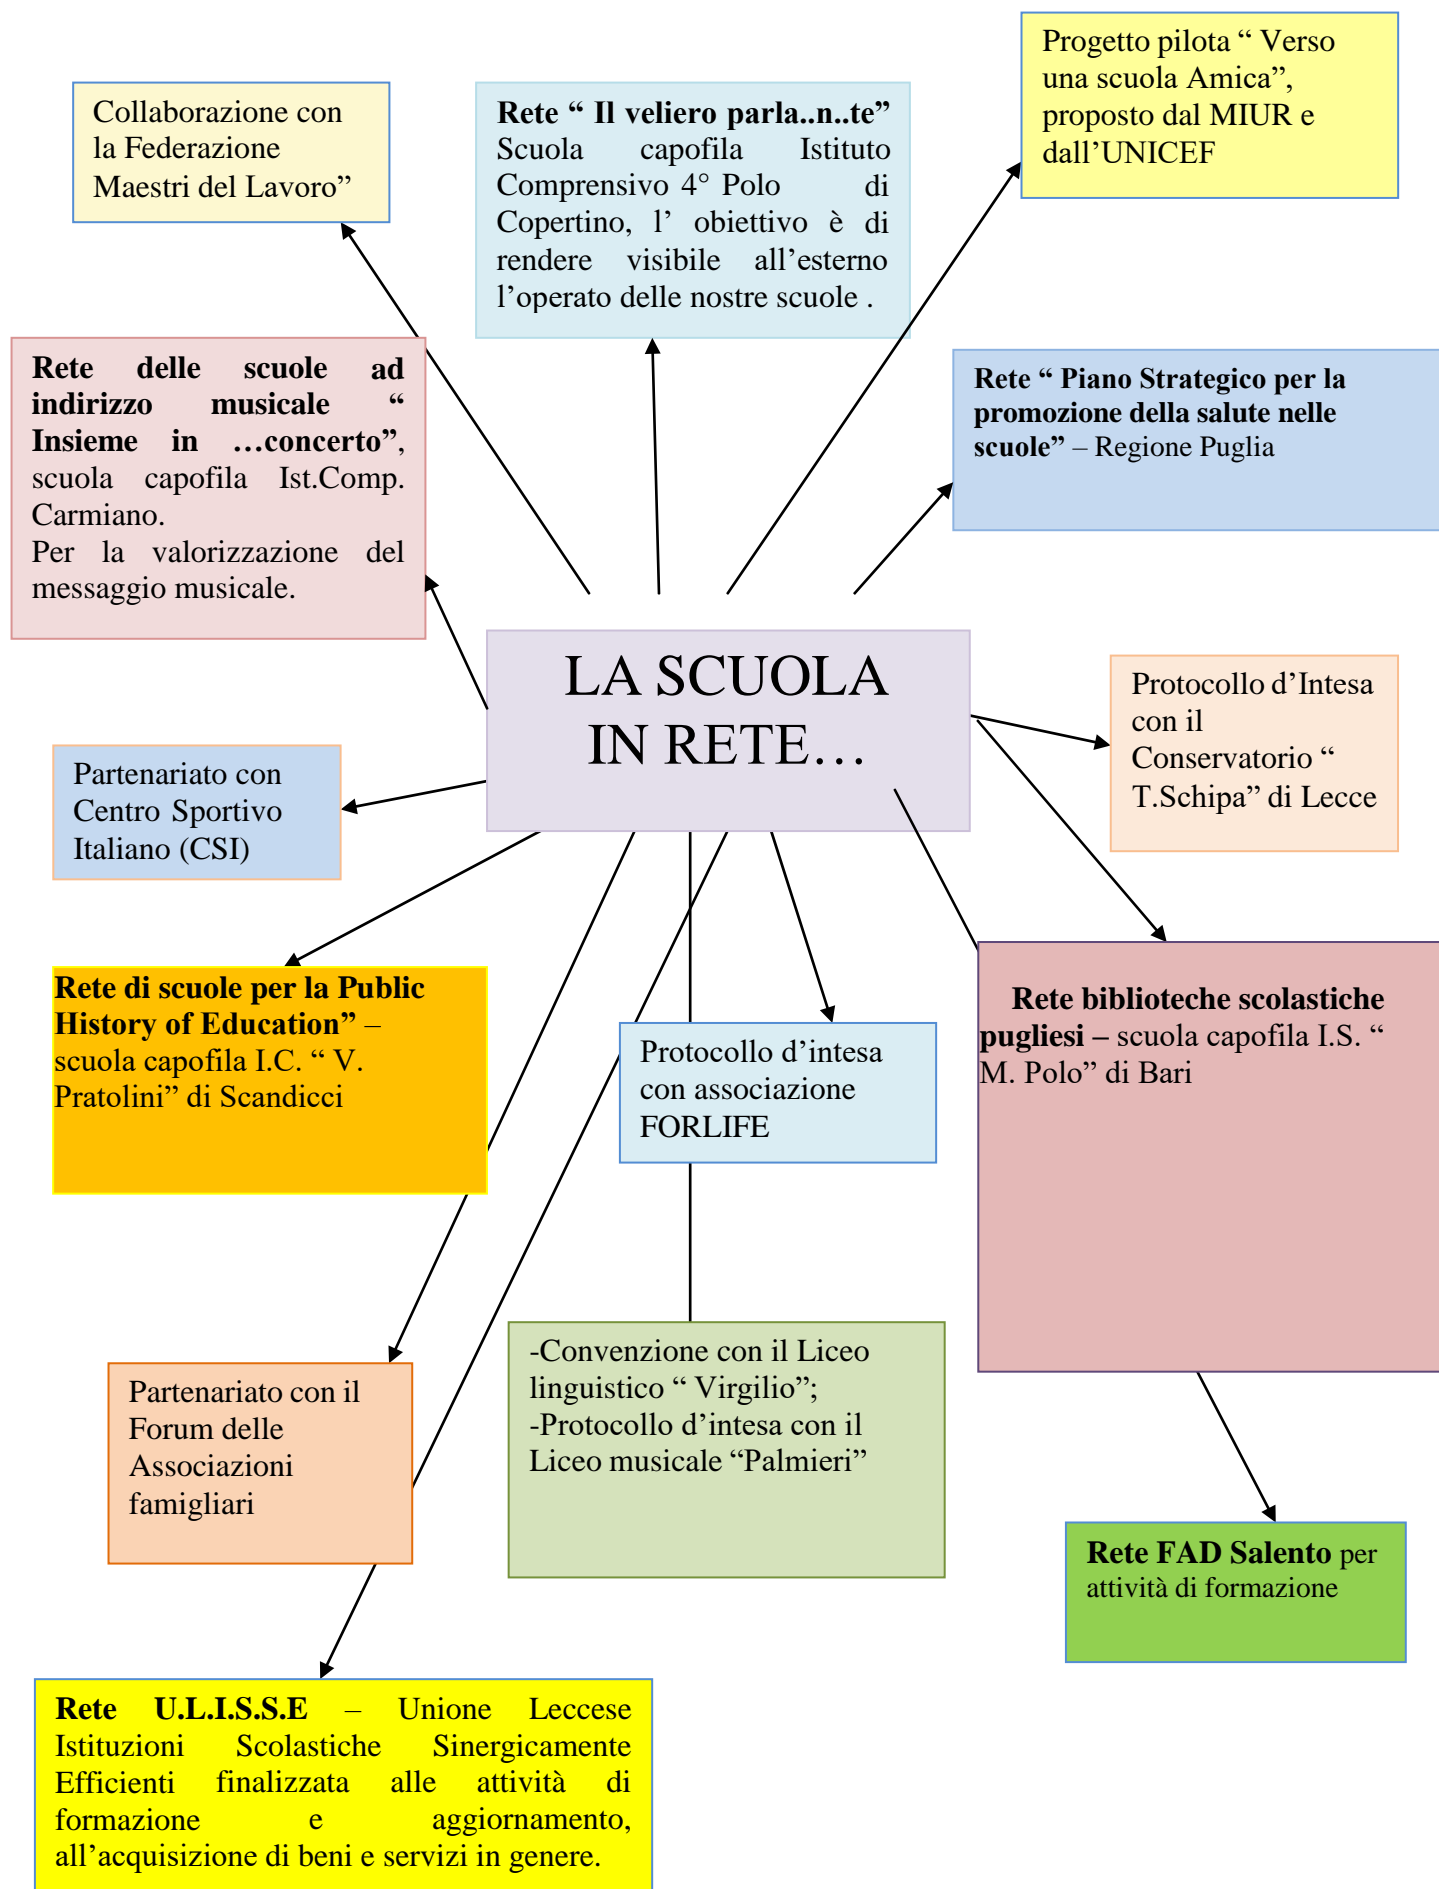 Progetto pilota “ Verso
una scuola Amica”,
proposto dal MIUR e
dall’UNICEF
Collaborazione con
la Federazione
Maestri del Lavoro”
Rete “ Il veliero parla..n..te”
Scuola capofila Istituto
Comprensivo 4° Polo di
Copertino, l’ obiettivo è di
rendere visibile all’esterno
l’operato delle nostre scuole .
Rete delle scuole ad
indirizzo musicale “
Insieme in …concerto”,
scuola capofila Ist.Comp.
Carmiano.
Per la valorizzazione del
messaggio musicale.
Rete “ Piano Strategico per la
promozione della salute nelle
scuole” – Regione Puglia
LA SCUOLA
IN RETE…
Protocollo d’Intesa
con il
Conservatorio “
T.Schipa” di Lecce
Partenariato con
Centro Sportivo
Italiano (CSI)
Rete di scuole per la Public
History of Education” –
scuola capofila I.C. “ V.
Pratolini” di Scandicci
Protocollo d’intesa
con associazione
FORLIFE
Rete biblioteche scolastiche
pugliesi – scuola capofila I.S. “
M. Polo” di Bari
Partenariato con il
Forum delle
Associazioni
famigliari
-Convenzione con il Liceo
linguistico “ Virgilio”;
-Protocollo d’intesa con il
Liceo musicale “Palmieri”
Rete FAD Salento per
attività di formazione
Rete U.L.I.S.S.E – Unione Leccese
Istituzioni Scolastiche Sinergicamente
Efficienti finalizzata alle attività di
formazione e aggiornamento,
all’acquisizione di beni e servizi in genere.